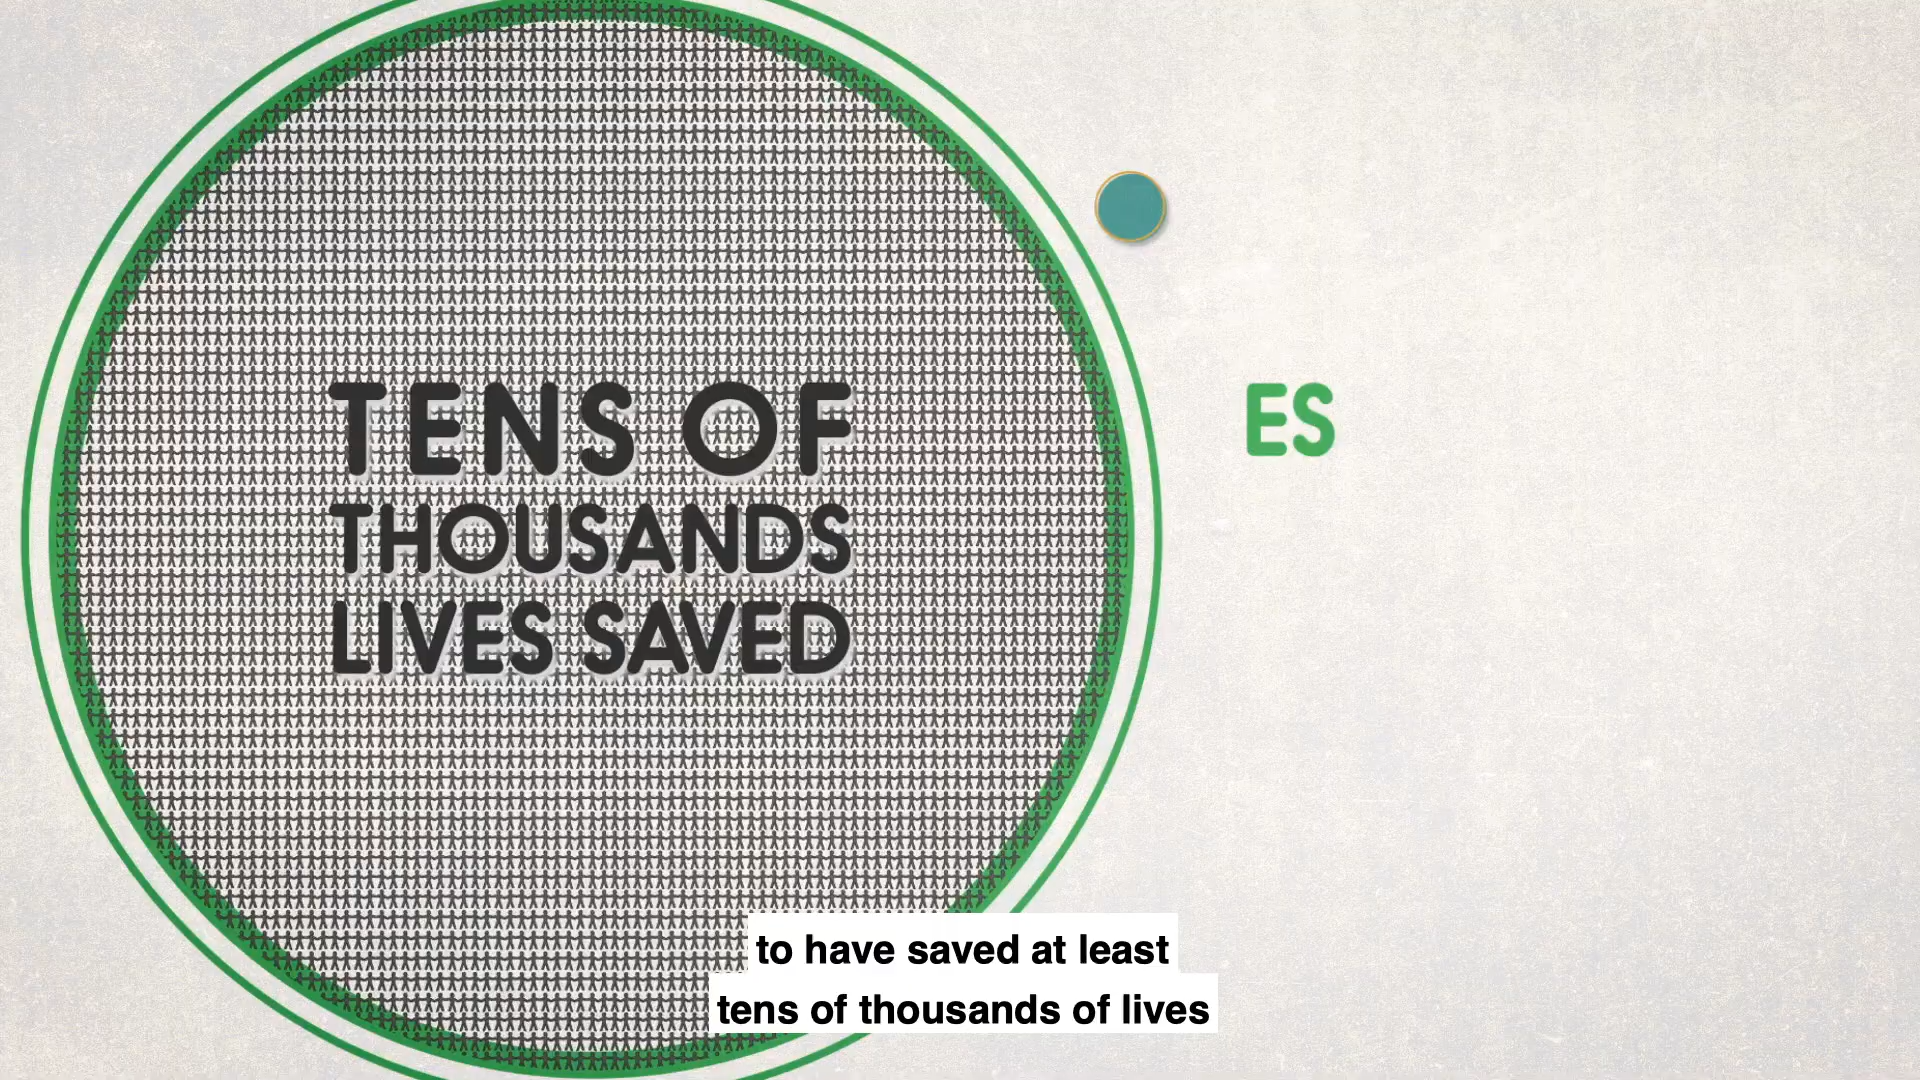 TENS OF
THOUSANDS
LIVES SAVED
ES
to have saved at least
tens of thousands of lives